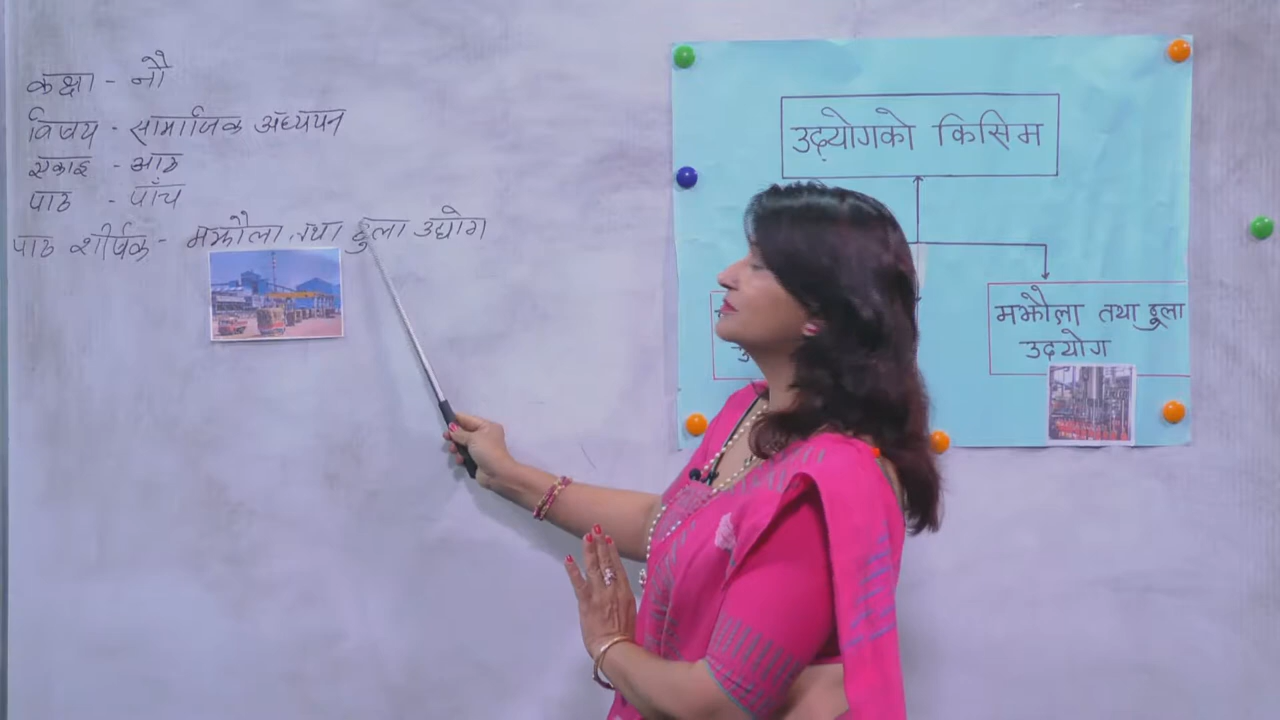 कक्षा - नौ
विषय - सामाजिक अध्ययन
एकाइ - आठ
पाठ - पाँच
पाठ शीर्षक - मझौला तथा ठूला उद्योग
उद्‌योगको किसिम
मझौला तथा ठूला
उद्‌योग